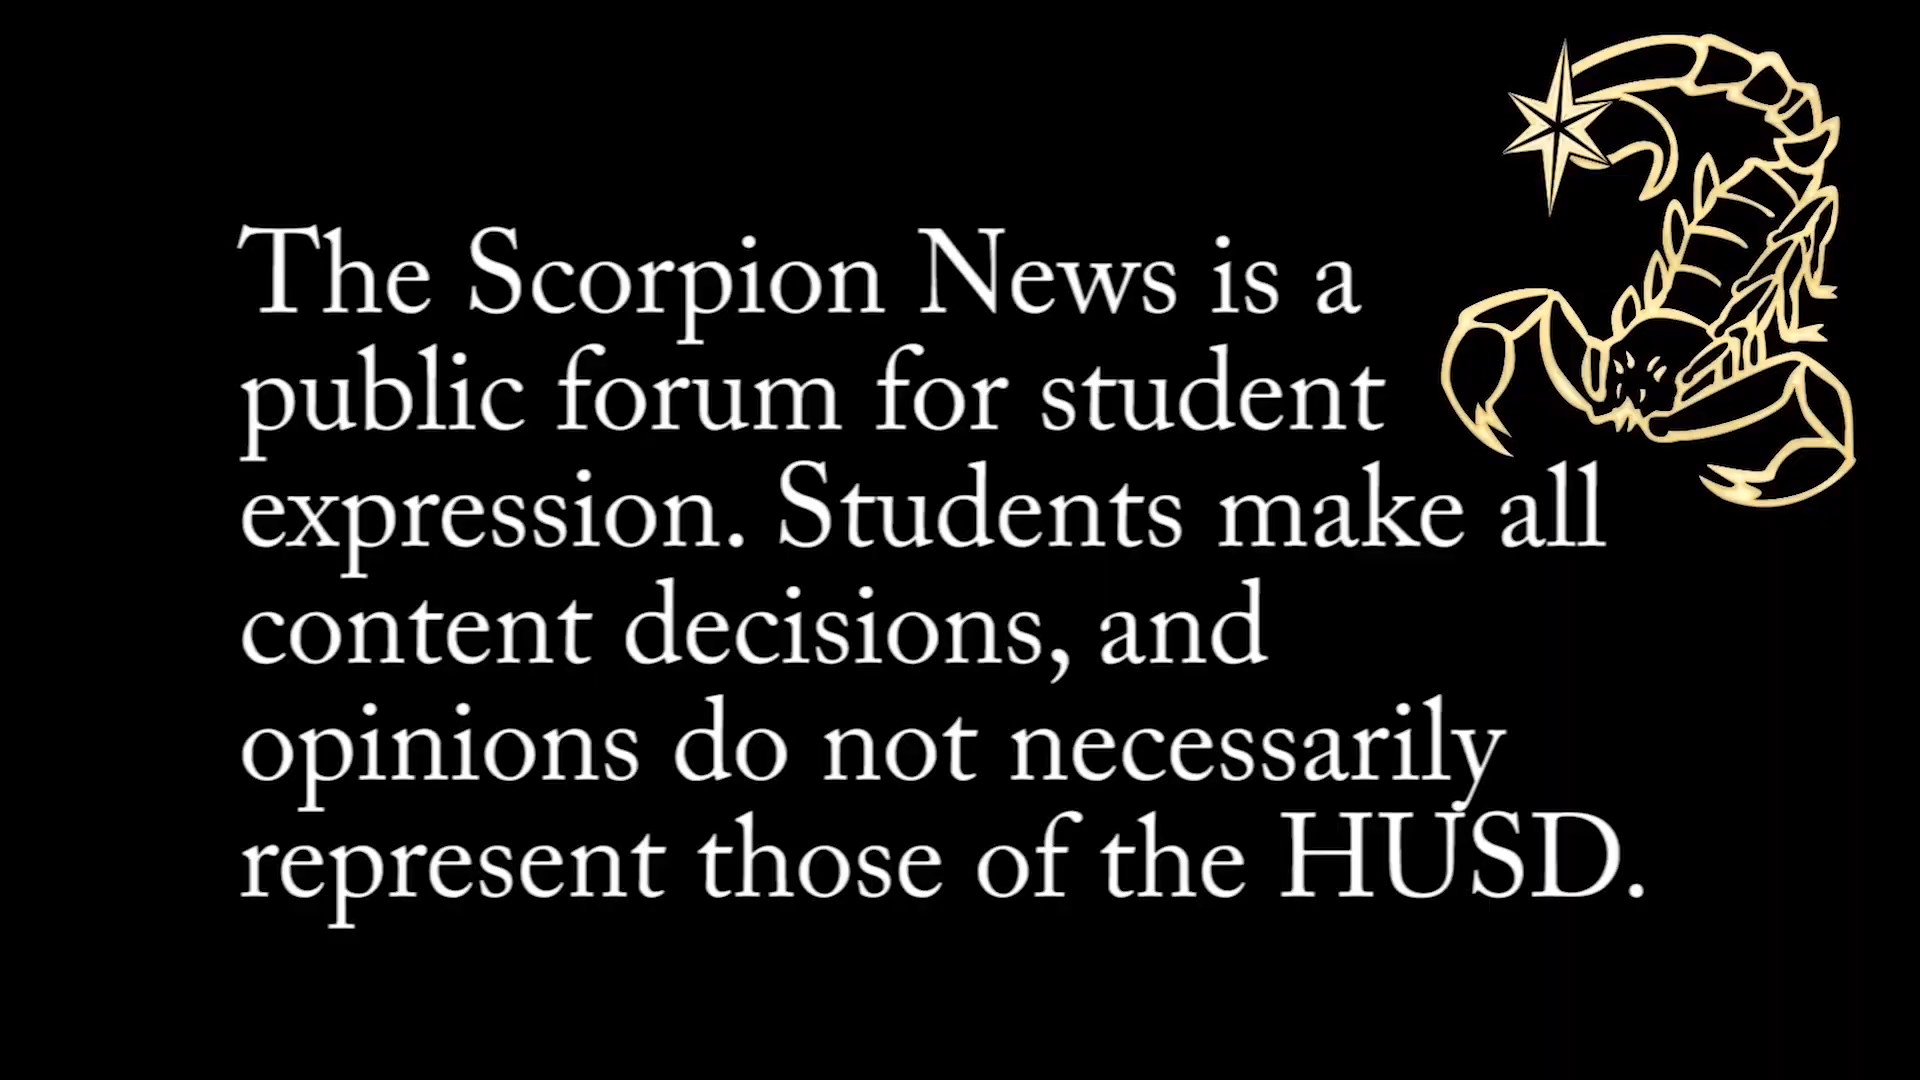 The Scorpion News is a
public forum for student
expression. Students make all
content decisions, and
opinions do not necessarily
represent those of the HUSD.